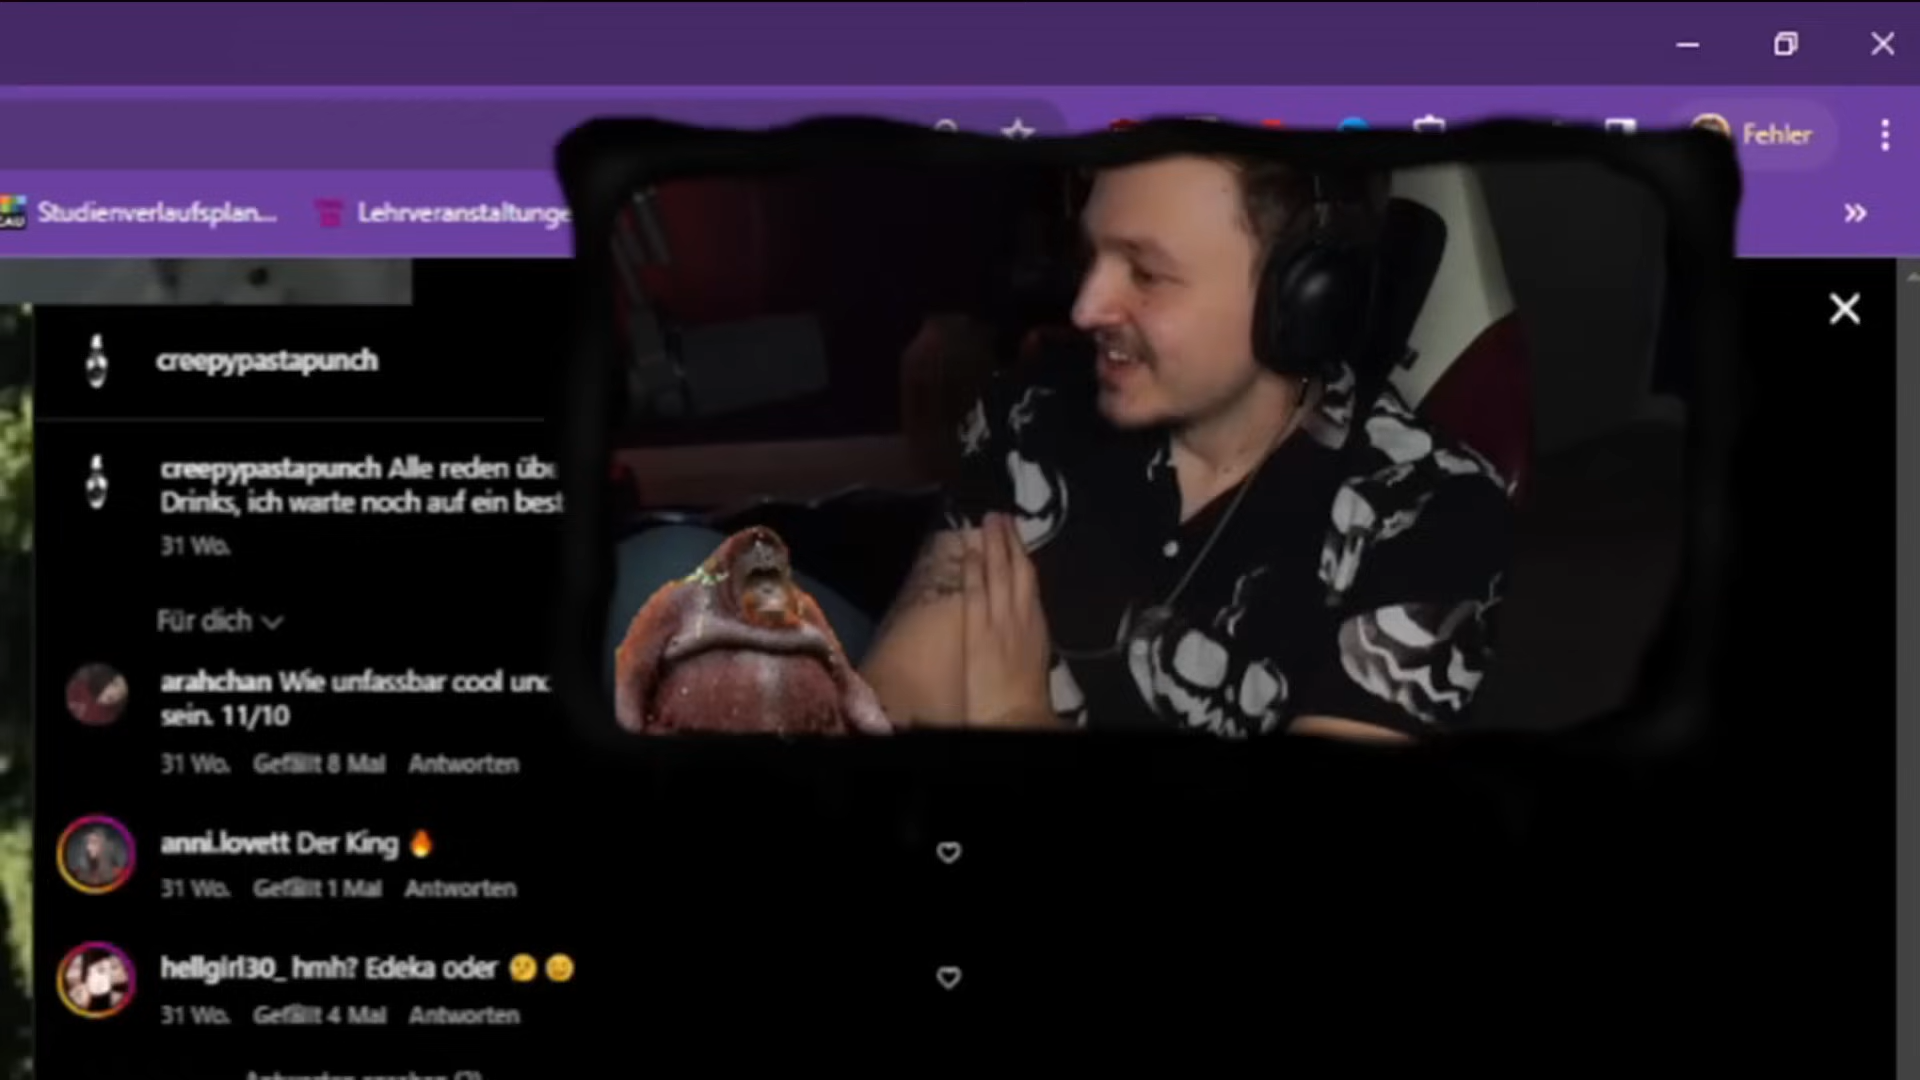 Fehler
Studienverlaufsplan...
Lehrveranstaltunge
creepypastapunch
creepypastapunch Alle reden übe
Drinks, ich warte noch auf ein best
31 Wo.
Für dich
arahchan Wie unfassbar cool und
sein. 11/10
31 Wo. Gefällt 8 Mal Antworten
anni.lovett Der King 🔥
31 Wo. Gefällt 1 Mal Antworten
hellgirl30_ hmh? Edeka oder 🤔😊
31 Wo. Gefällt 4 Mal Antworten